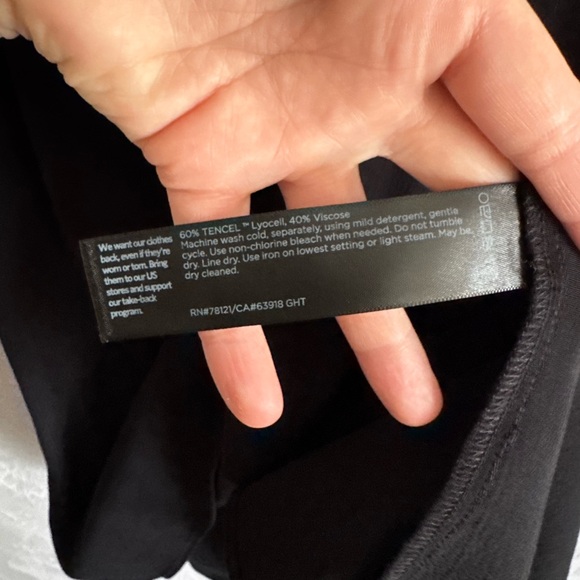 We want our clothes
back, even if they're
worn or torn. Bring
them to our US
stores and support
our take-back
program.
60% TENCEL ™ Lyocell, 40% Viscose
Machine wash cold, separately, using mild detergent, gentle
cycle. Use non-chlorine bleach when needed. Do not tumble
dry. Line dry. Use iron on lowest setting or light steam. May be
dry cleaned.
RN#78121/CA#63918 GHT